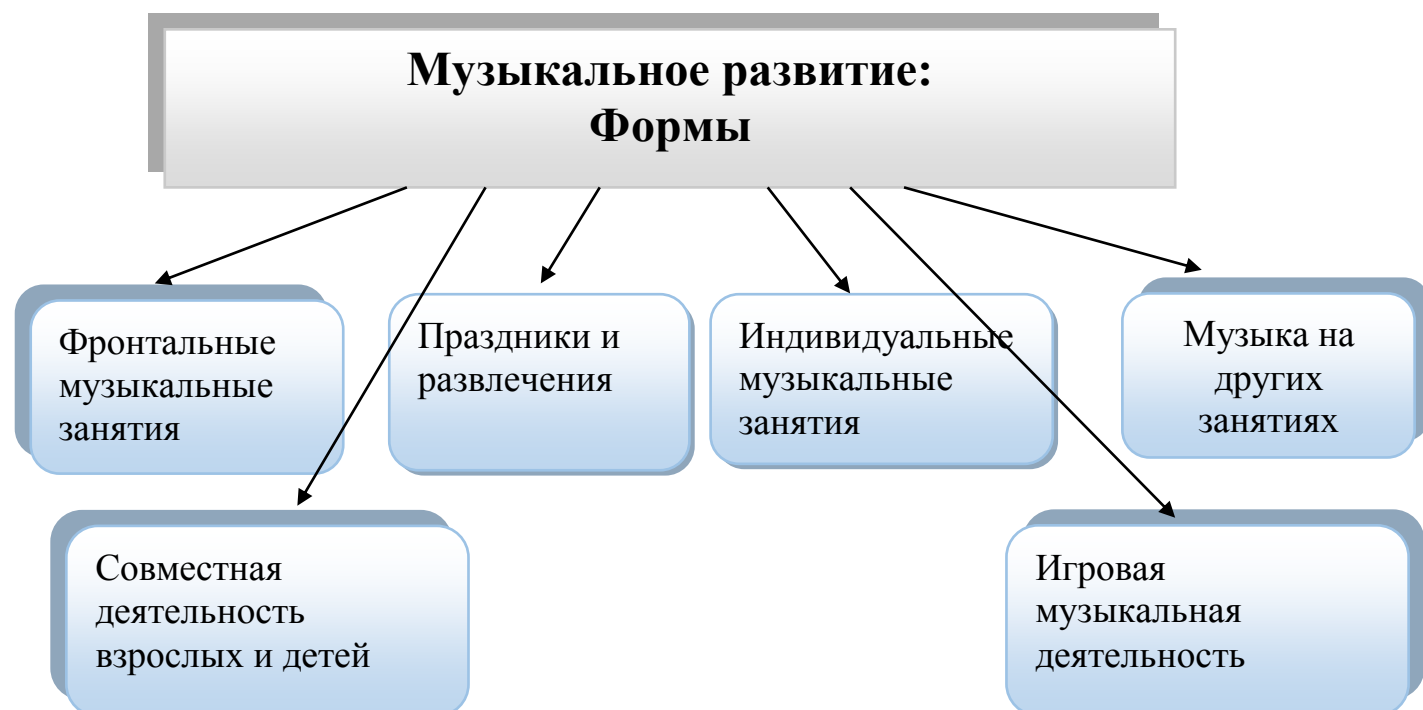 Музыкальное развитие:
Формы
Фронтальные
музыкальные
занятия
Праздники и
развлечения
Индивидуальные
музыкальные
занятия
Музыка на
других
занятиях
Совместная
деятельность
взрослых и детей
Игровая
музыкальная
деятельность